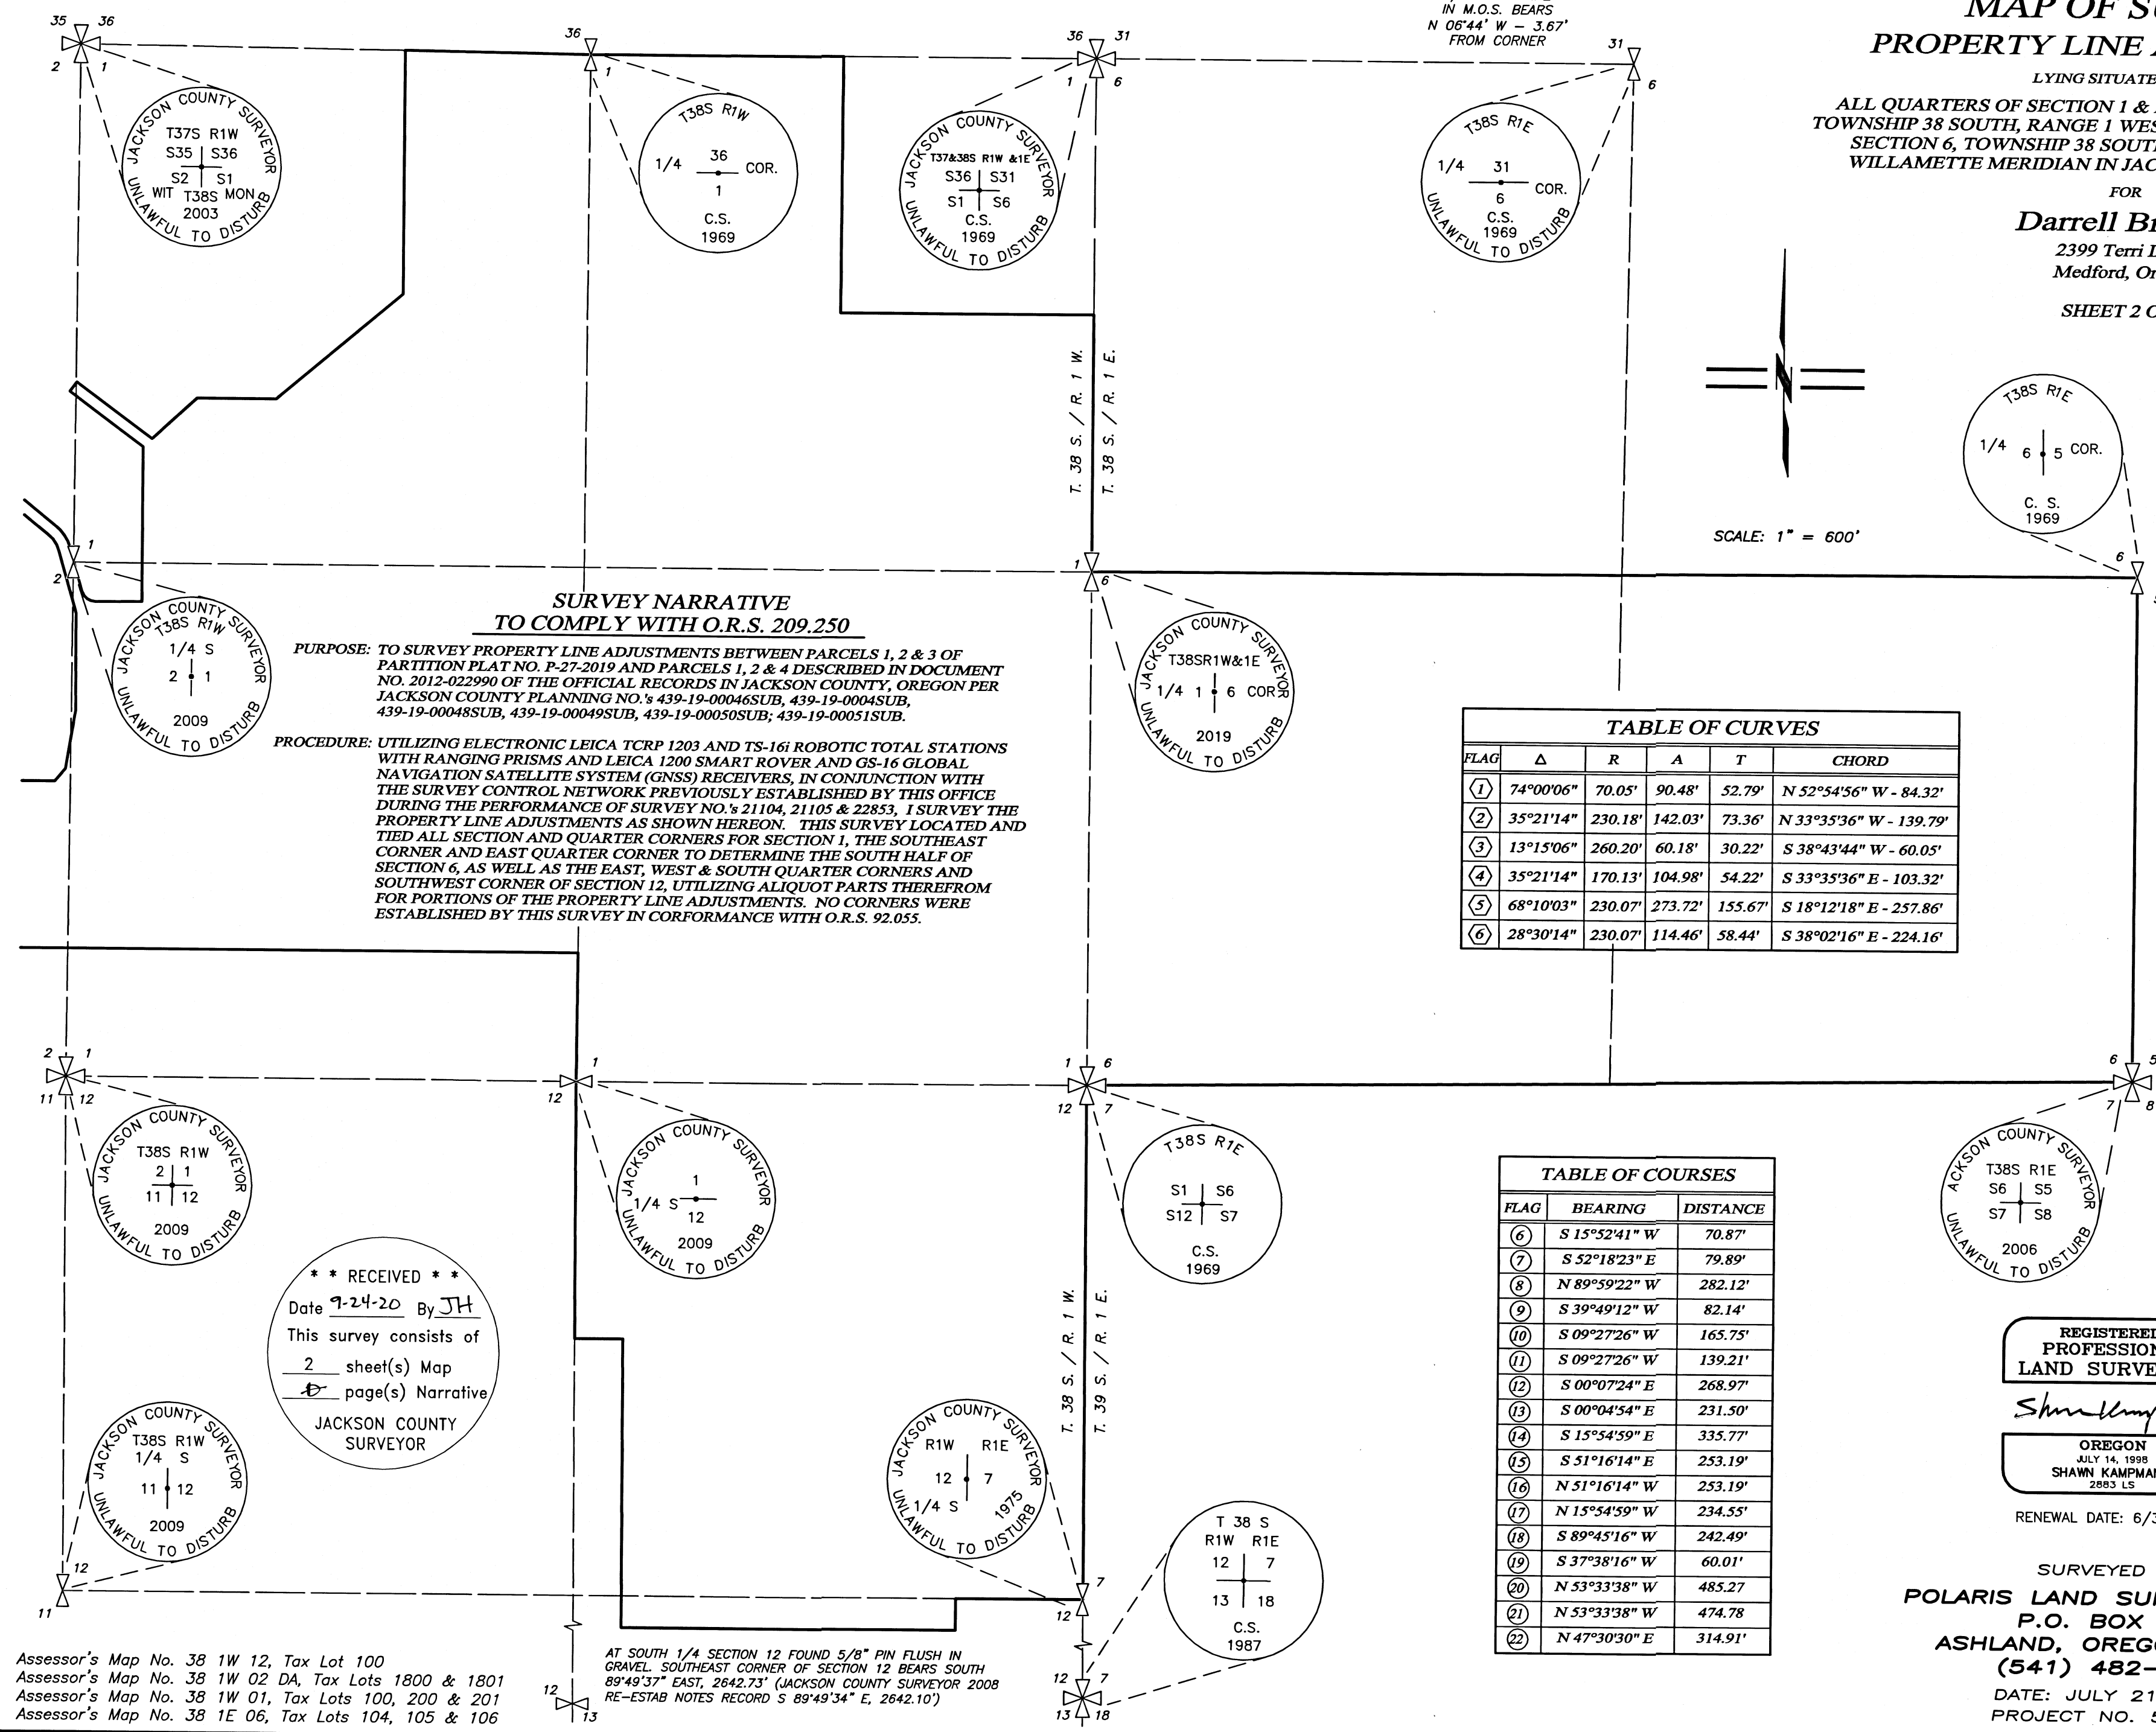 IN M.O.S. BEARS
N 06°44' W – 3.67'
FROM CORNER
MAP OF
PROPERTY LINE
LYING SITUATE
ALL QUARTERS OF SECTION 1 &
TOWNSHIP 38 SOUTH, RANGE 1
SECTION 6, TOWNSHIP 38
WILLAMETTE MERIDIAN IN
FOR
Darrell
2399 Terri
Medford,
SHEET 2
35 36
2 1
36
1
36 31
1 6
31
6
JACKSON COUNTY SURVEYOR
T37S R1W
S35 S36
S2 S1
WIT T38S MON
2003
UNLAWFUL TO DISTURB
T38S R1W
1/4 36 COR.
1
C.S.
1969
JACKSON COUNTY SURVEYOR
T37&38S R1W &1E
S36 S31
S1 S6
C.S.
1969
UNLAWFUL TO DISTURB
T38S R1E
1/4 31 COR.
6
C.S.
1969
UNLAWFUL TO DISTURB
T. 38 S. / R. 1 W.
T. 38 S. / R. 1 E.
N
SCALE: 1" = 600'
T38S R1E
1/4 6 5 COR.
C. S.
1969
6
1
2
1
6
JACKSON COUNTY SURVEYOR
T38S R1W
1/4 S
2 1
2009
UNLAWFUL TO DISTURB
SURVEY NARRATIVE
TO COMPLY WITH O.R.S. 209.250
PURPOSE: TO SURVEY PROPERTY LINE ADJUSTMENTS BETWEEN PARCELS 1, 2 & 3 OF
PARTITION PLAT NO. P-27-2019 AND PARCELS 1, 2 & 4 DESCRIBED IN DOCUMENT
NO. 2012-022990 OF THE OFFICIAL RECORDS IN JACKSON COUNTY, OREGON PER
JACKSON COUNTY PLANNING NO.'s 439-19-00046SUB, 439-19-0004SUB,
439-19-00048SUB, 439-19-00049SUB, 439-19-00050SUB; 439-19-00051SUB.
PROCEDURE: UTILIZING ELECTRONIC LEICA TCRP 1203 AND TS-16i ROBOTIC TOTAL STATIONS
WITH RANGING PRISMS AND LEICA 1200 SMART ROVER AND GS-16 GLOBAL
NAVIGATION SATELLITE SYSTEM (GNSS) RECEIVERS, IN CONJUNCTION WITH
THE SURVEY CONTROL NETWORK PREVIOUSLY ESTABLISHED BY THIS OFFICE
DURING THE PERFORMANCE OF SURVEY NO.'s 21104, 21105 & 22853, I SURVEY THE
PROPERTY LINE ADJUSTMENTS AS SHOWN HEREON. THIS SURVEY LOCATED AND
TIED ALL SECTION AND QUARTER CORNERS FOR SECTION 1, THE SOUTHEAST
CORNER AND EAST QUARTER CORNER TO DETERMINE THE SOUTH HALF OF
SECTION 6, AS WELL AS THE EAST, WEST & SOUTH QUARTER CORNERS AND
SOUTHWEST CORNER OF SECTION 12, UTILIZING ALIQUOT PARTS THEREFROM
FOR PORTIONS OF THE PROPERTY LINE ADJUSTMENTS. NO CORNERS WERE
ESTABLISHED BY THIS SURVEY IN CORFORMANCE WITH O.R.S. 92.055.
JACKSON COUNTY SURVEYOR
T38SR1W&1E
1/4 1 6 COR
2019
UNLAWFUL TO DISTURB
TABLE OF CURVES
FLAG Δ R A T CHORD
1 74°00'06" 70.05' 90.48' 52.79' N 52°54'56" W - 84.32'
2 35°21'14" 230.18' 142.03' 73.36' N 33°35'36" W - 139.79'
3 13°15'06" 260.20' 60.18' 30.22' S 38°43'44" W - 60.05'
4 35°21'14" 170.13' 104.98' 54.22' S 33°35'36" E - 103.32'
5 68°10'03" 230.07' 273.72' 155.67' S 18°12'18" E - 257.86'
6 28°30'14" 230.07' 114.46' 58.44' S 38°02'16" E - 224.16'
2 1
11 12
1
12
1 6
12 7
6 5
7 8
JACKSON COUNTY SURVEYOR
T38S R1W
2 1
11 12
2009
UNLAWFUL TO DISTURB
JACKSON COUNTY SURVEYOR
1
1/4 S
12
2009
UNLAWFUL TO DISTURB
T38S R1E
S1 S6
S12 S7
C.S.
1969
ACKSON COUNTY SURVEYOR
T38S R1E
S6 S5
S7 S8
2006
UNLAWFUL TO DISTURB
* * RECEIVED * *
Date 9-24-20 By JH
This survey consists of
2 sheet(s) Map
0 page(s) Narrative
JACKSON COUNTY
SURVEYOR
T. 38 S. / R. 1 W.
T. 39 S. / R. 1 E.
TABLE OF COURSES
FLAG BEARING DISTANCE
6 S 15°52'41" W 70.87'
7 S 52°18'23" E 79.89'
8 N 89°59'22" W 282.12'
9 S 39°49'12" W 82.14'
10 S 09°27'26" W 165.75'
11 S 09°27'26" W 139.21'
12 S 00°07'24" E 268.97'
13 S 00°04'54" E 231.50'
14 S 15°54'59" E 335.77'
15 S 51°16'14" E 253.19'
16 N 51°16'14" W 253.19'
17 N 15°54'59" W 234.55'
18 S 89°45'16" W 242.49'
19 S 37°38'16" W 60.01'
20 N 53°33'38" W 485.27
21 N 53°33'38" W 474.78
22 N 47°30'30" E 314.91'
REGISTERED
PROFESSION
LAND SURVE
OREGON
JULY 14, 1998
SHAWN KAMPMA
2883 LS
RENEWAL DATE: 6/3
SURVEYED
POLARIS LAND SU
P.O. BOX
ASHLAND, OREG
(541) 482-
DATE: JULY 21
PROJECT NO.
JACKSON COUNTY SURVEYOR
T38S R1W
1/4 S
11 12
2009
UNLAWFUL TO DISTURB
JACKSON COUNTY SURVEYOR
R1W R1E
12 7
1/4 S 1975
UNLAWFUL TO DISTURB
T 38 S
R1W R1E
12 7
13 18
C.S.
1987
12
11
7
12
12
13
12 7
13 18
Assessor's Map No. 38 1W 12, Tax Lot 100
Assessor's Map No. 38 1W 02 DA, Tax Lots 1800 & 1801
Assessor's Map No. 38 1W 01, Tax Lots 100, 200 & 201
Assessor's Map No. 38 1E 06, Tax Lots 104, 105 & 106
AT SOUTH 1/4 SECTION 12 FOUND 5/8" PIN FLUSH IN
GRAVEL. SOUTHEAST CORNER OF SECTION 12 BEARS SOUTH
89°49'37" EAST, 2642.73' (JACKSON COUNTY SURVEYOR 2008
RE-ESTAB NOTES RECORD S 89°49'34" E, 2642.10')